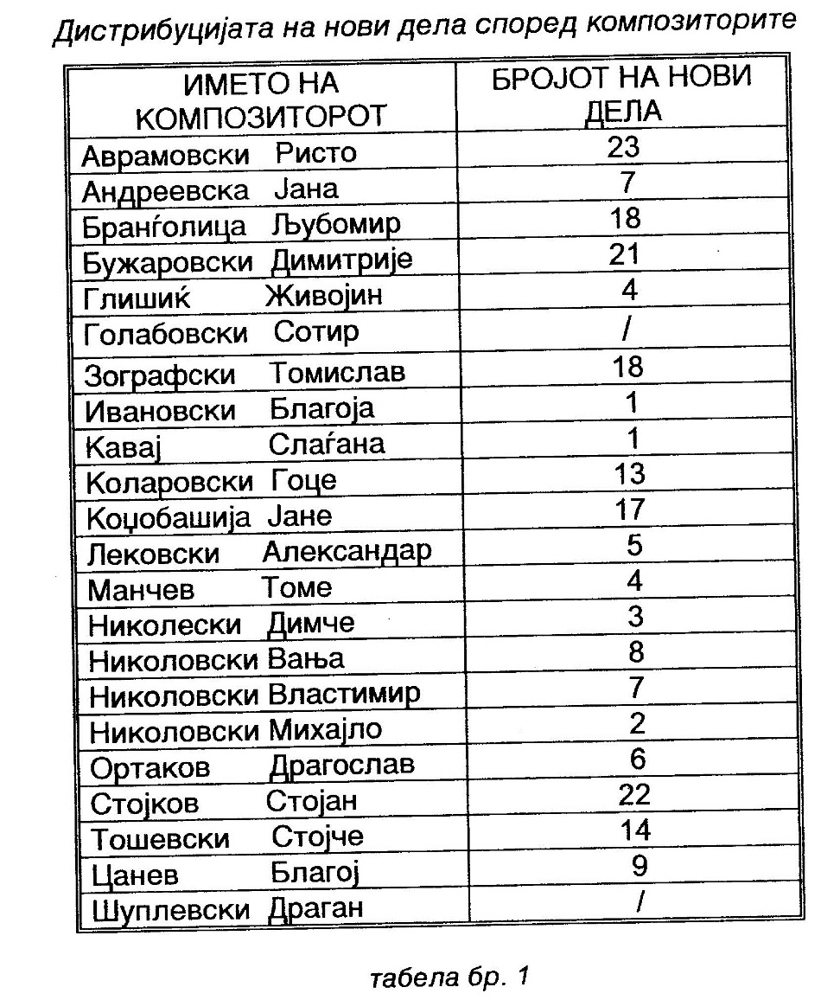 Дистрибуцијата на нови дела според композиторите
ИМЕТО НА КОМПОЗИТОРОТ БРОЈОТ НА НОВИ ДЕЛА
Аврамовски Ристо 23
Андреевска Јана 7
Бранѓолица Љубомир 18
Бужаровски Димитрије 21
Глишиќ Живојин 4
Голабовски Сотир /
Зографски Томислав 18
Ивановски Благоја 1
Кавај Слаѓана 1
Коларовски Гоце 13
Коџобашија Јане 17
Лековски Александар 5
Манчев Томе 4
Николески Димче 3
Николовски Вања 8
Николовски Властимир 7
Николовски Михајло 2
Ортаков Драгослав 6
Стојков Стојан 22
Тошевски Стојче 14
Цанев Благој 9
Шуплевски Драган /
табела бр. 1